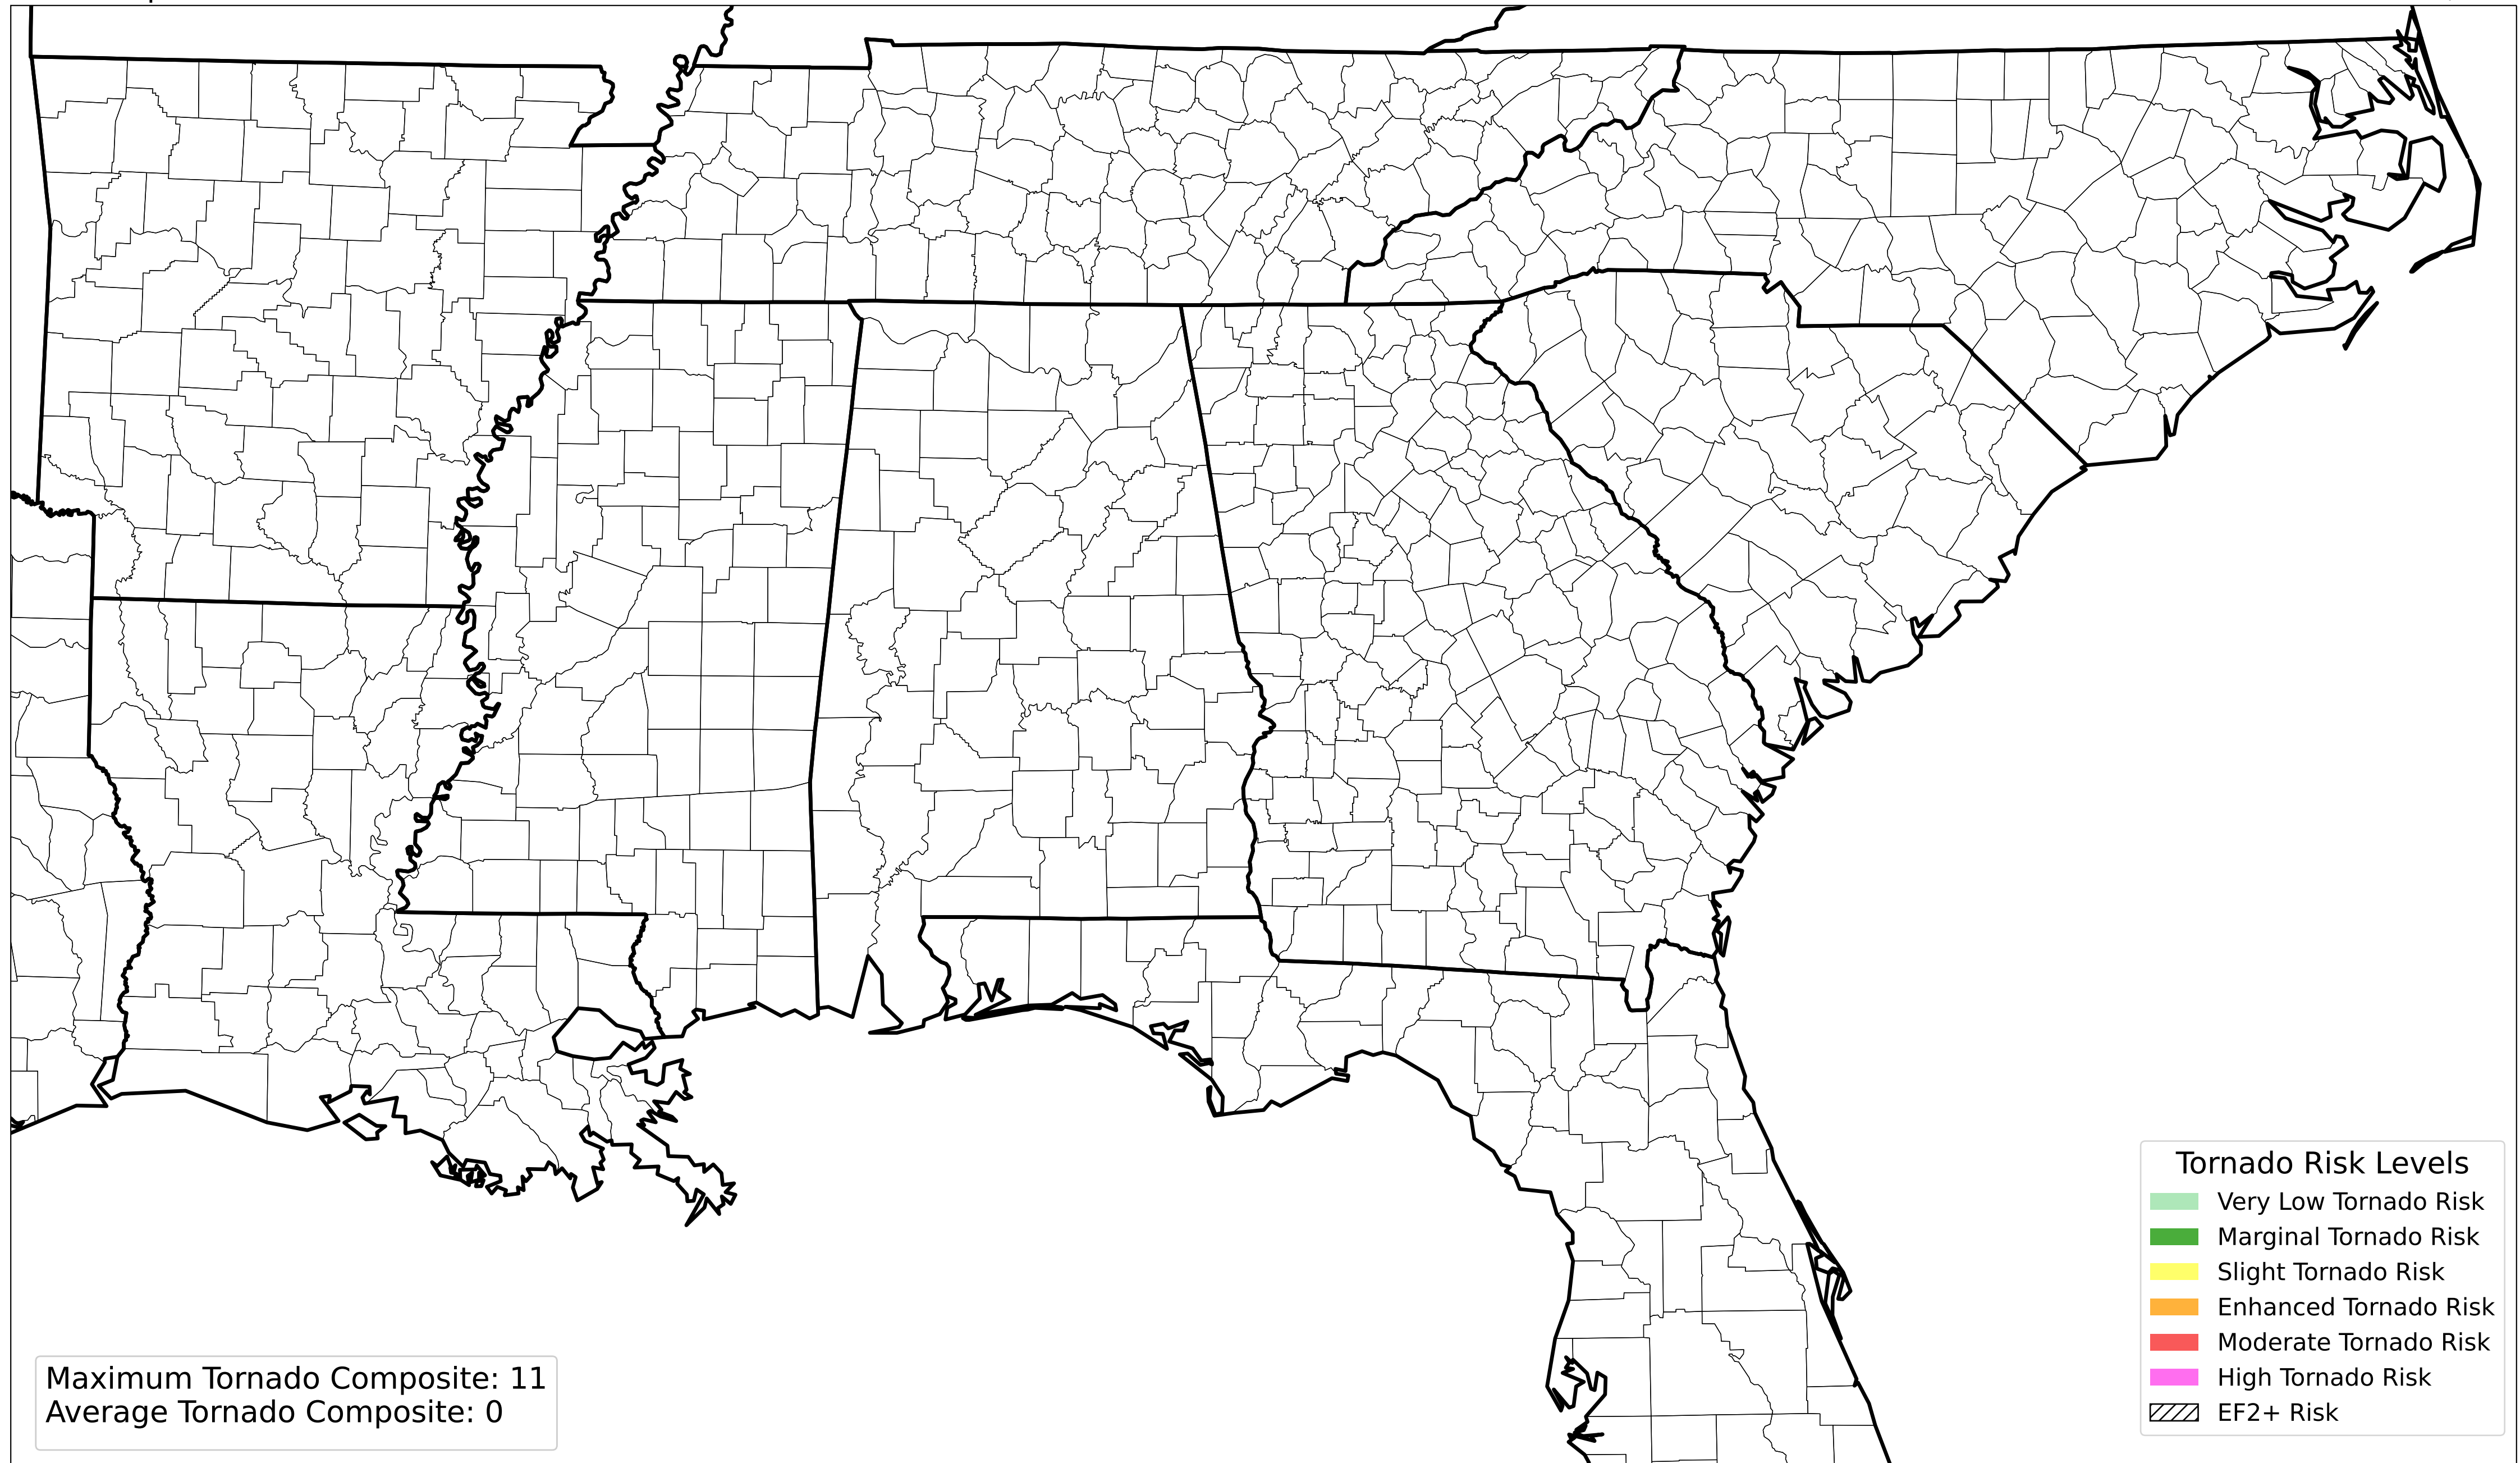 Tornado Risk Levels
Very Low Tornado Risk
Marginal Tornado Risk
Slight Tornado Risk
Enhanced Tornado Risk
Moderate Tornado Risk
High Tornado Risk
EF2+ Risk
Maximum Tornado Composite: 11
Average Tornado Composite: 0